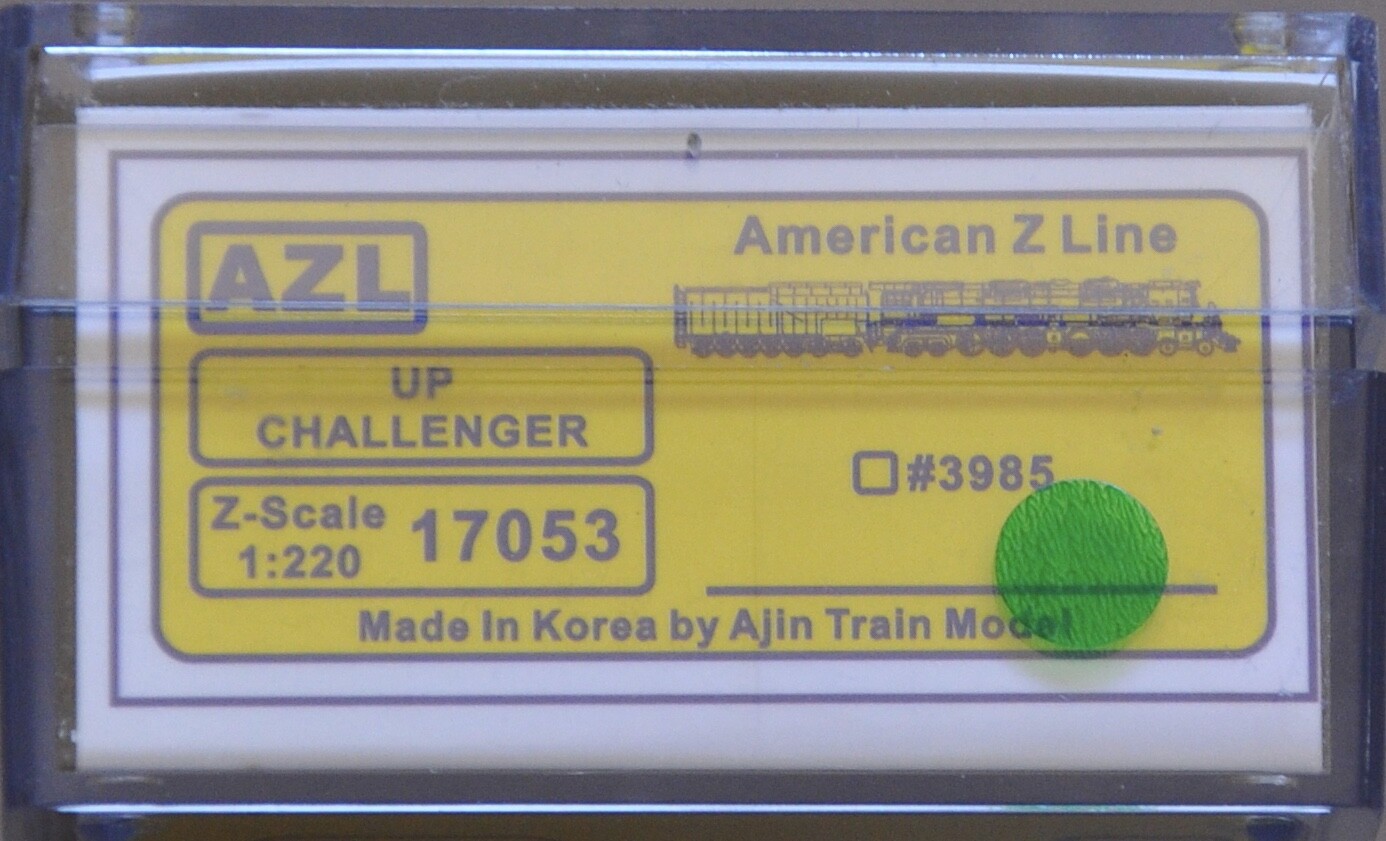 AZL
American Z Line
UP
CHALLENGER
#3985
Z-Scale
1:220
17053
Made In Korea by Ajin Train Model